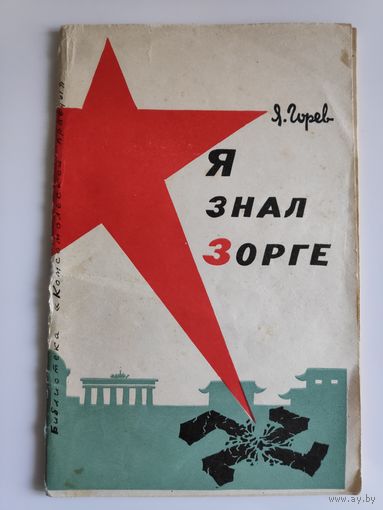 Я. Горев
Я
ЗНАЛ
ЗОРГЕ
Библиотека «Комсомольской правды»
www.ay.by